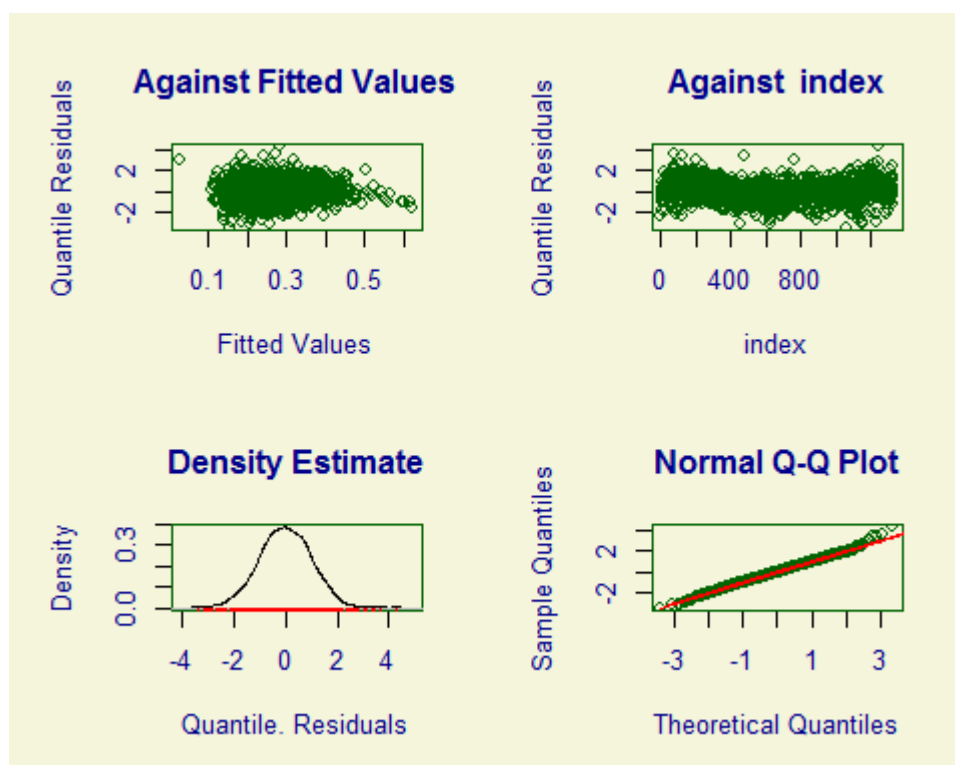 Against Fitted Values
Quantile Residuals
2
-2
0.1 0.3 0.5
Fitted Values
Against index
Quantile Residuals
2
-2
0 400 800
index
Density Estimate
Density
0.3
0.0
-4 -2 0 2 4
Quantile. Residuals
Normal Q-Q Plot
Sample Quantiles
2
-2
-3 -1 1 3
Theoretical Quantiles